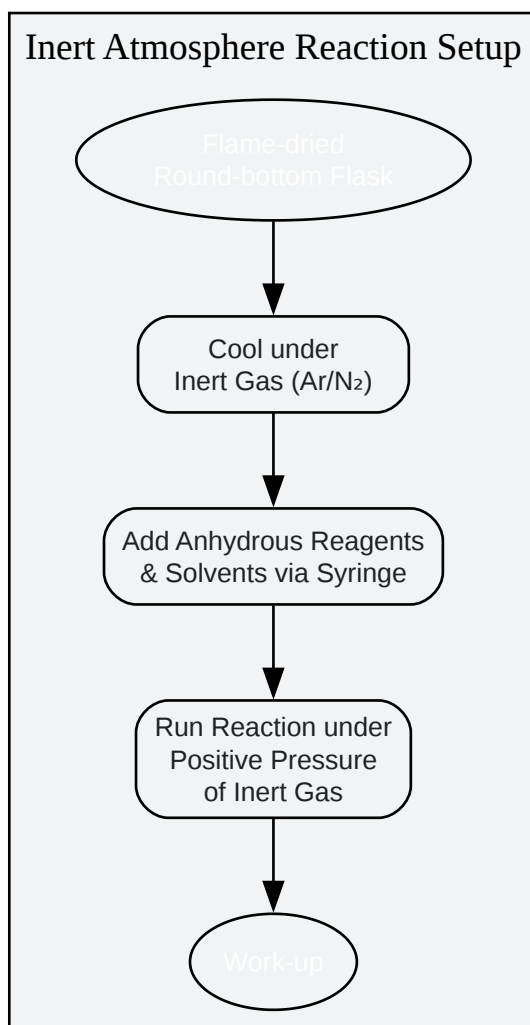 Inert Atmosphere Reaction Setup
Flame-dried
Round-bottom Flask
Cool under
Inert Gas (Ar/N₂)
Add Anhydrous Reagents
& Solvents via Syringe
Run Reaction under
Positive Pressure
of Inert Gas
Work-up